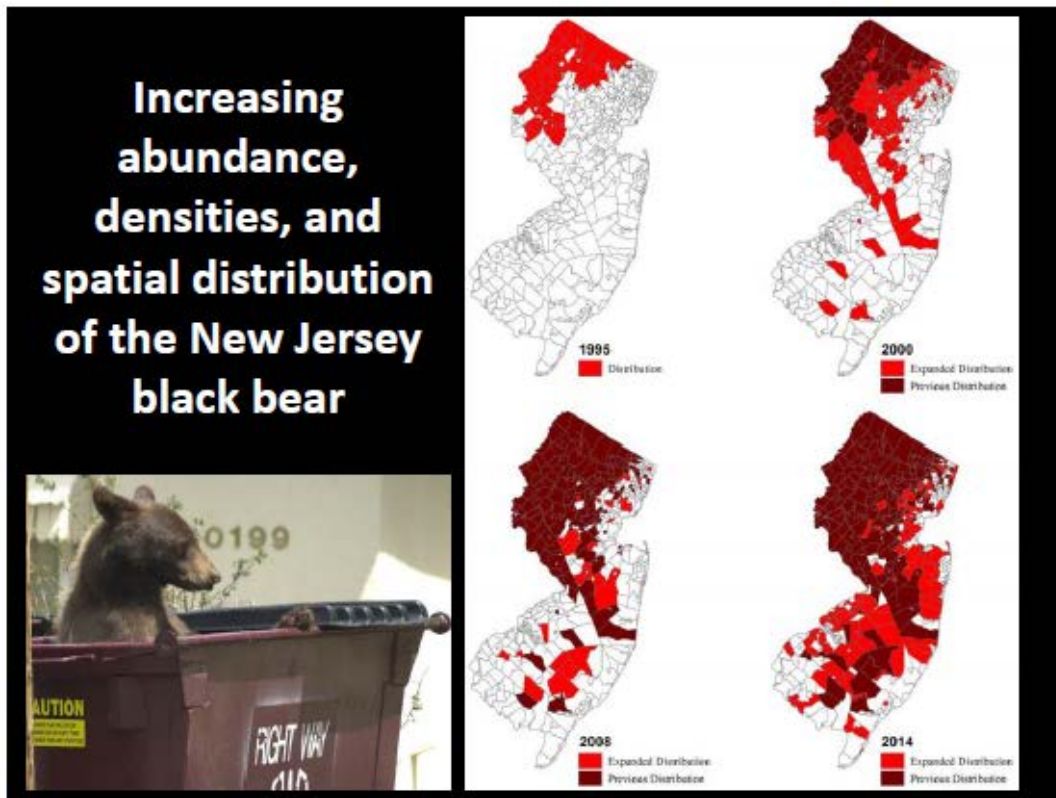 Increasing
abundance,
densities, and
spatial distribution
of the New Jersey
black bear
1995
Distribution
2000
Expanded Distribution
Previous Distribution
2008
Expanded Distribution
Previous Distribution
2014
Expanded Distribution
Previous Distribution
0199
AUTION
RIGHT WAY